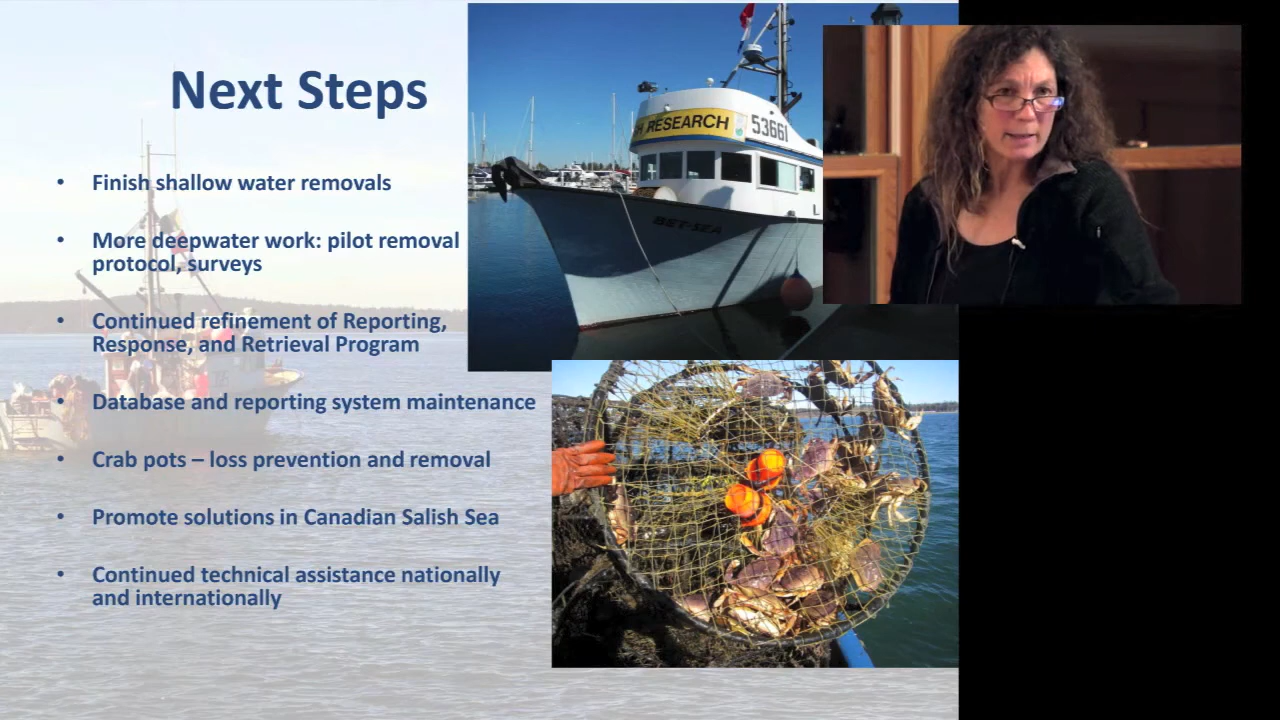 Next Steps
• Finish shallow water removals
• More deepwater work: pilot removal
protocol, surveys
• Continued refinement of Reporting,
Response, and Retrieval Program
• Database and reporting system maintenance
• Crab pots – loss prevention and removal
• Promote solutions in Canadian Salish Sea
• Continued technical assistance nationally
and internationally
RESEARCH
53661
BET-SEA